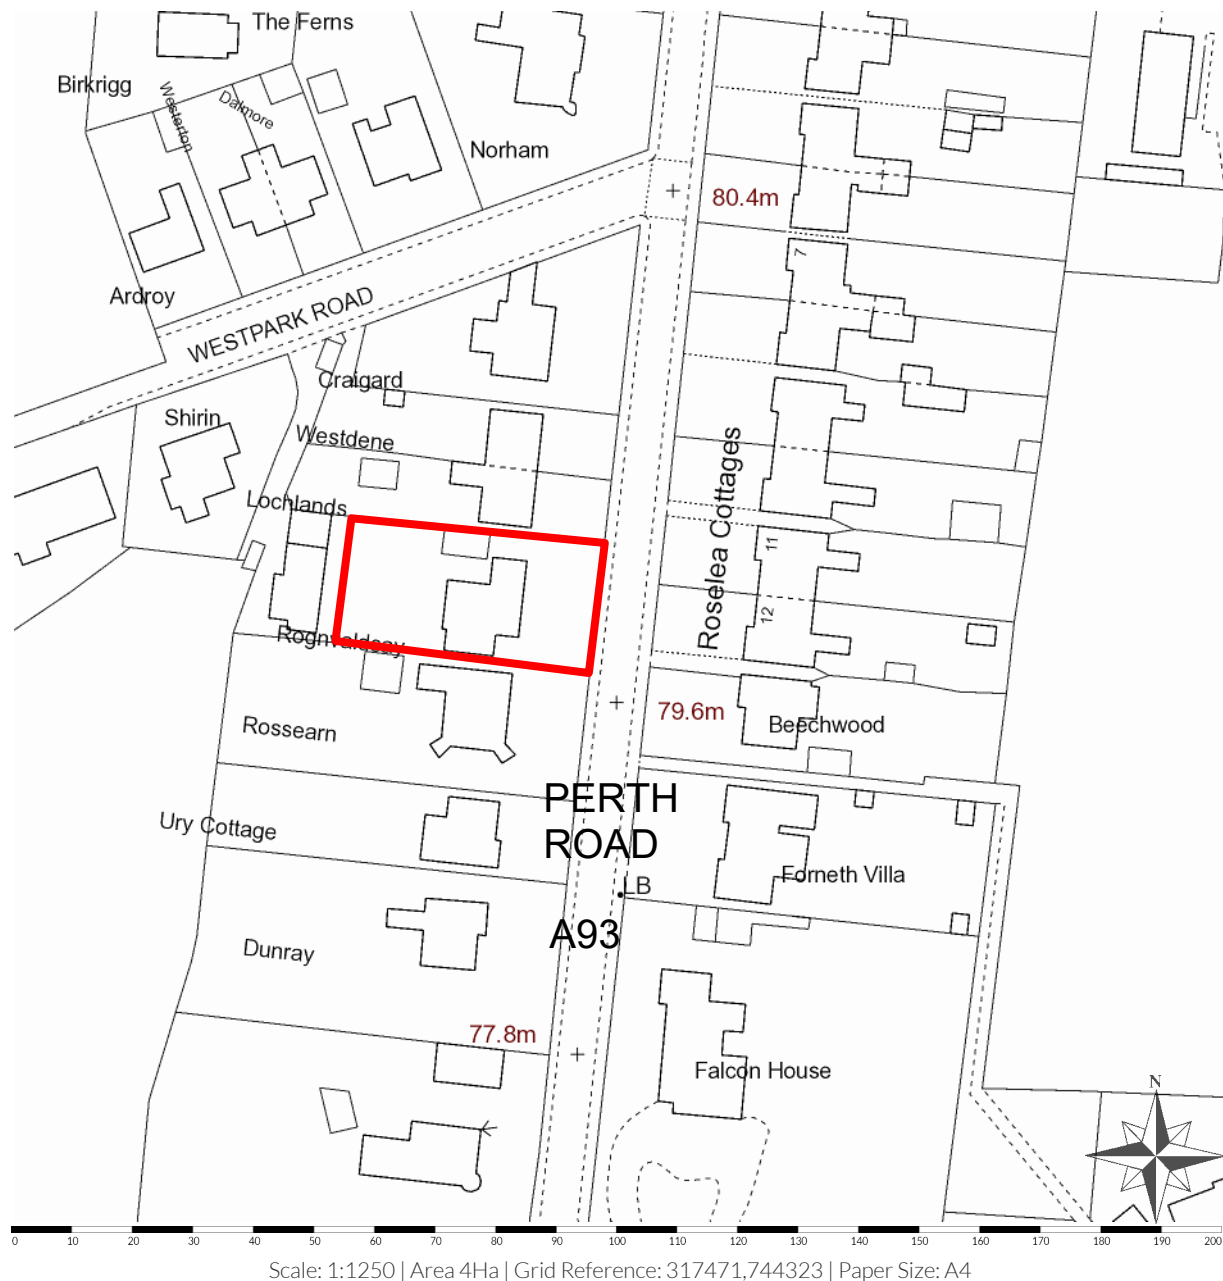 The Ferns
Birkrigg
Westerton
Dalmore
Norham
80.4m
7
Ardroy
WESTPARK ROAD
Craigard
Shirin
Westdene
Lochlands
Roselea Cottages
11
12
Rognvaldsay
79.6m
Rossearn
Beechwood
PERTH
ROAD
Ury Cottage
Forneth Villa
LB
A93
Dunray
77.8m
Falcon House
N
0 10 20 30 40 50 60 70 80 90 100 110 120 130 140 150 160 170 180 190 200
Scale: 1:1250 | Area 4Ha | Grid Reference: 317471,744323 | Paper Size: A4